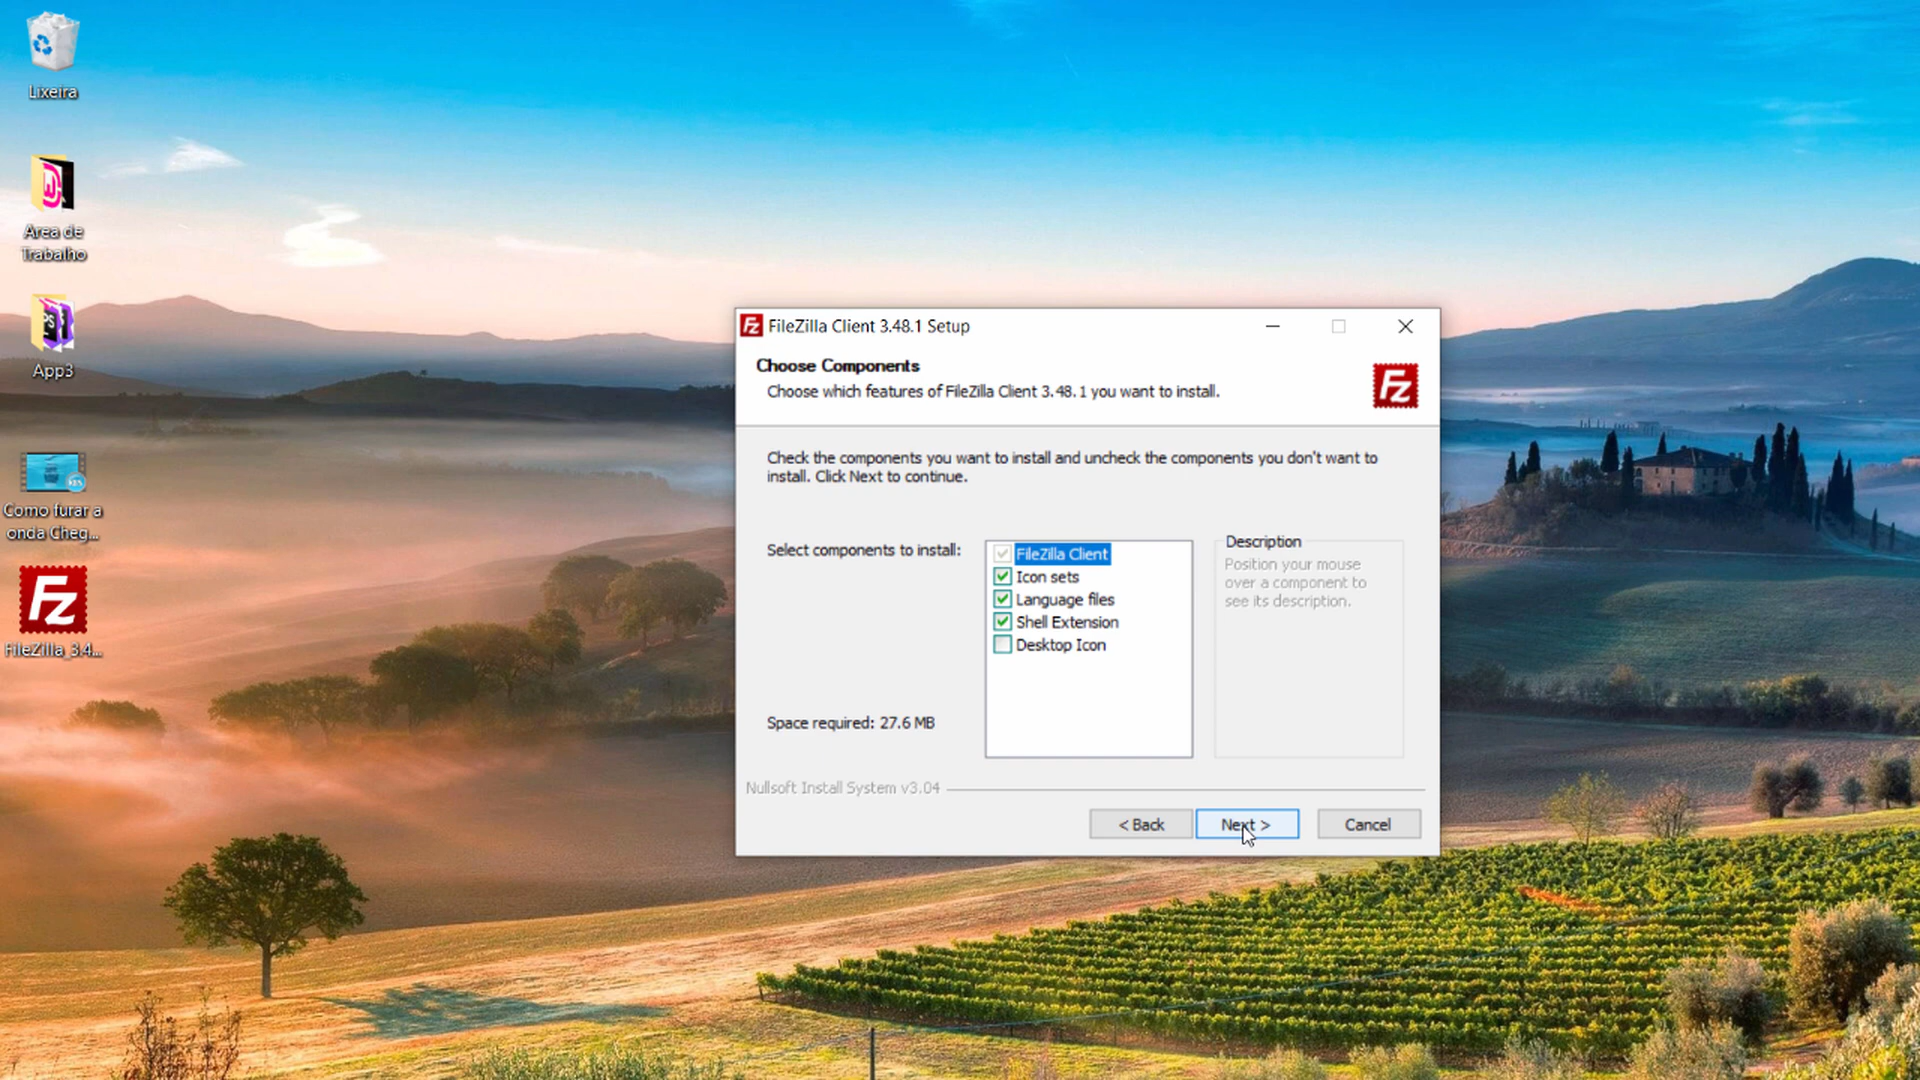 Lixeira
Área de
Trabalho
App3
Como furar a
onda Cheg...
FileZilla_3.4...
FileZilla Client 3.48.1 Setup
Choose Components
Choose which features of FileZilla Client 3.48.1 you want to install.
Check the components you want to install and uncheck the components you don't want to
install. Click Next to continue.
Select components to install:
FileZilla Client
Icon sets
Language files
Shell Extension
Desktop Icon
Description
Position your mouse
over a component to
see its description.
Space required: 27.6 MB
Nullsoft Install System v3.04
< Back
Next >
Cancel